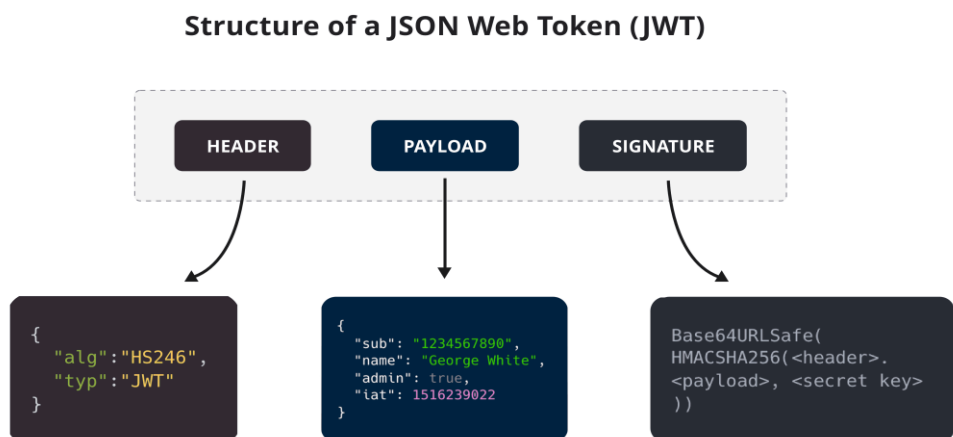 Structure of a JSON Web Token (JWT)
HEADER
PAYLOAD
SIGNATURE
{
"alg":"HS246",
"typ":"JWT"
}
{
"sub": "1234567890",
"name": "George White",
"admin": true,
"iat": 1516239022
}
Base64URLSafe(
HMACSHA256(<header>.
<payload>, <secret key>
))